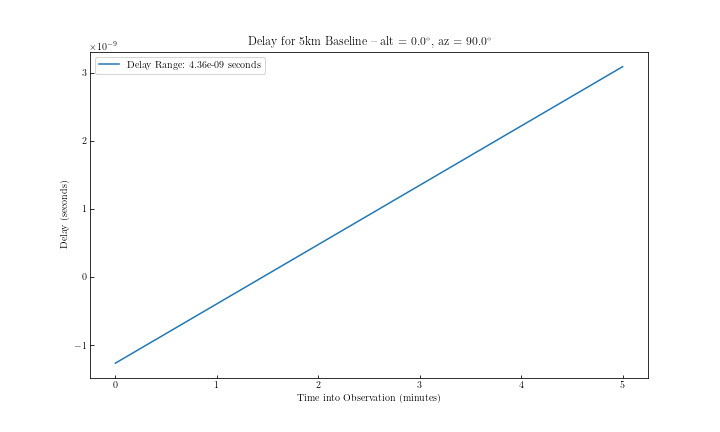 Delay for 5km Baseline – alt = 0.0°, az = 90.0°
×10⁻⁹
Delay Range: 4.36e-09 seconds
3
2
1
0
−1
Delay (seconds)
0 1 2 3 4 5
Time into Observation (minutes)